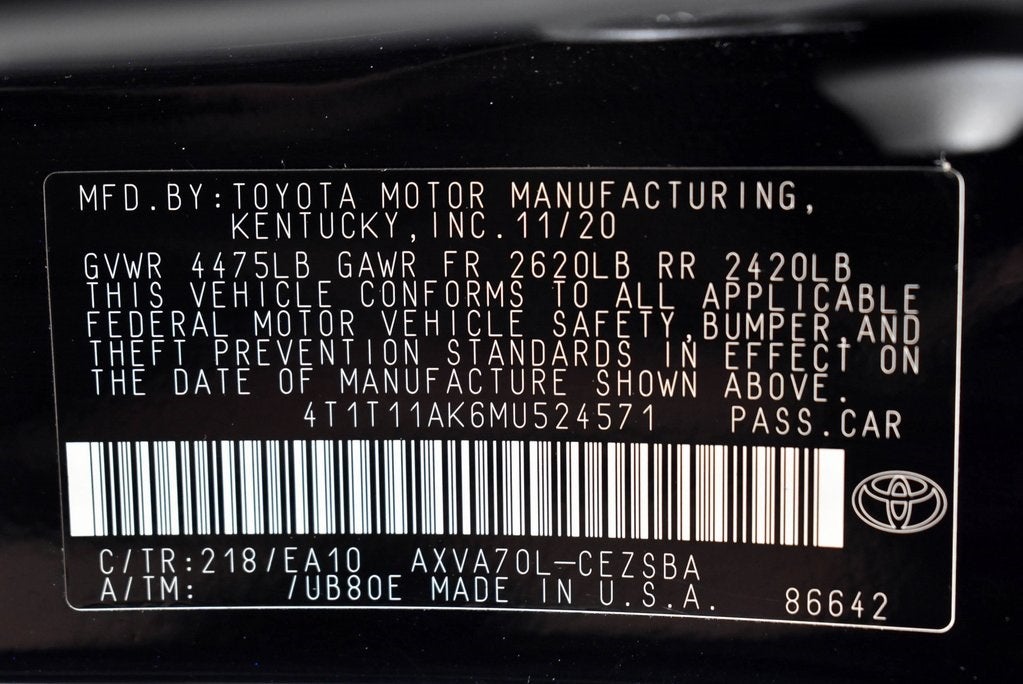 MFD.BY:TOYOTA MOTOR MANUFACTURING,
KENTUCKY, INC. 11/20
GVWR 4475LB GAWR FR 2620LB RR 2420LB
THIS VEHICLE CONFORMS TO ALL APPLICABLE
FEDERAL MOTOR VEHICLE SAFETY, BUMPER, AND
THEFT PREVENTION STANDARDS IN EFFECT ON
THE DATE OF MANUFACTURE SHOWN ABOVE.
4T1T11AK6MU524571 PASS.CAR
C/TR:218/EA10 AXVA70L-CEZSBA
A/TM: /UB80E MADE IN U.S.A. 86642